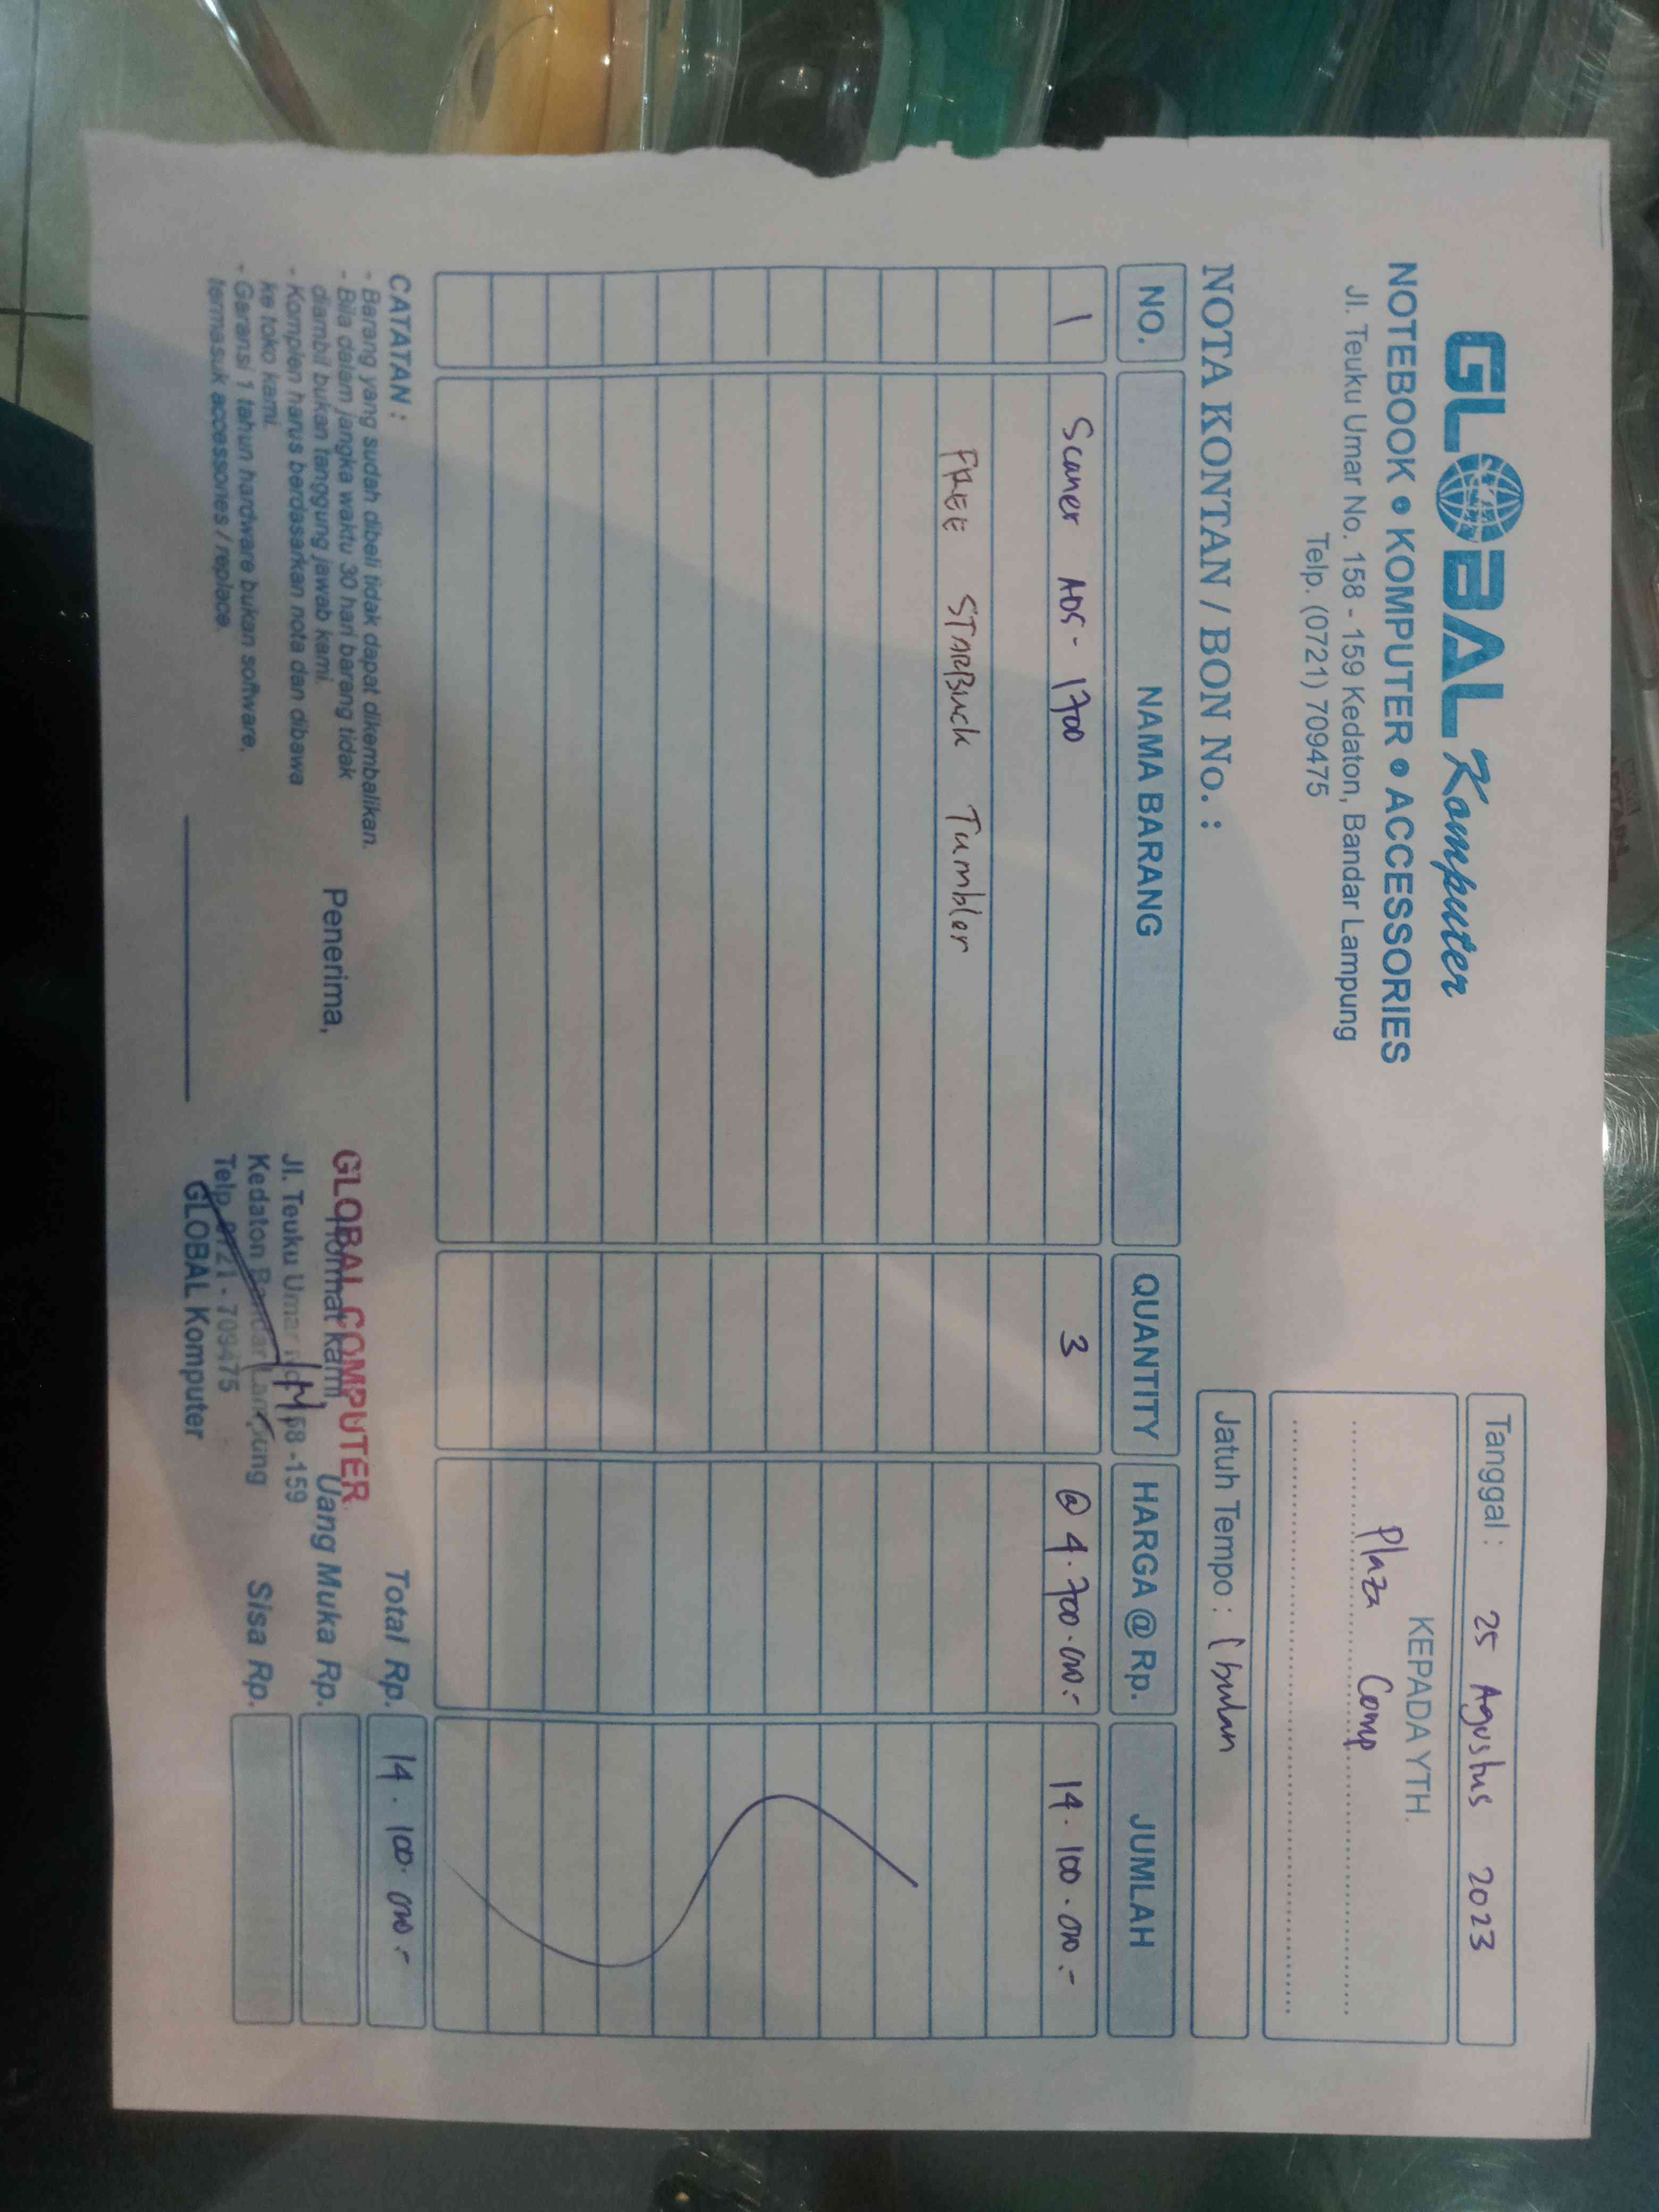 GLOBAL Komputer
NOTEBOOK • KOMPUTER • ACCESSORIES
Jl. Teuku Umar No. 158 - 159 Kedaton, Bandar Lampung
Telp. (0721) 709475
Tanggal : 25 Agustus 2023
KEPADA YTH.
Plaza Comp
NOTA KONTAN / BON No. :
Jatuh Tempo : 1 bulan
NO. NAMA BARANG QUANTITY HARGA @ Rp. JUMLAH
1 Scaner ADS - 1700 3 @ 4.700.000.- 14.100.000.-
FREE STARBUCK Tumbler
Total Rp. 14.100.000.-
Uang Muka Rp.
Sisa Rp.
CATATAN :
- Barang yang sudah dibeli tidak dapat dikembalikan.
- Bila dalam jangka waktu 30 hari barang tidak
diambil bukan tanggung jawab kami.
- Komplen harus berdasarkan nota dan dibawa
ke toko kami.
- Garansi 1 tahun hardware bukan software,
termasuk accessories / replace.
Penerima,
Hormat kami,
GLOBAL COMPUTER
Jl. Teuku Umar No. 158 -159
Kedaton Bandar Lampung
Telp. 0721 - 709475
GLOBAL Komputer